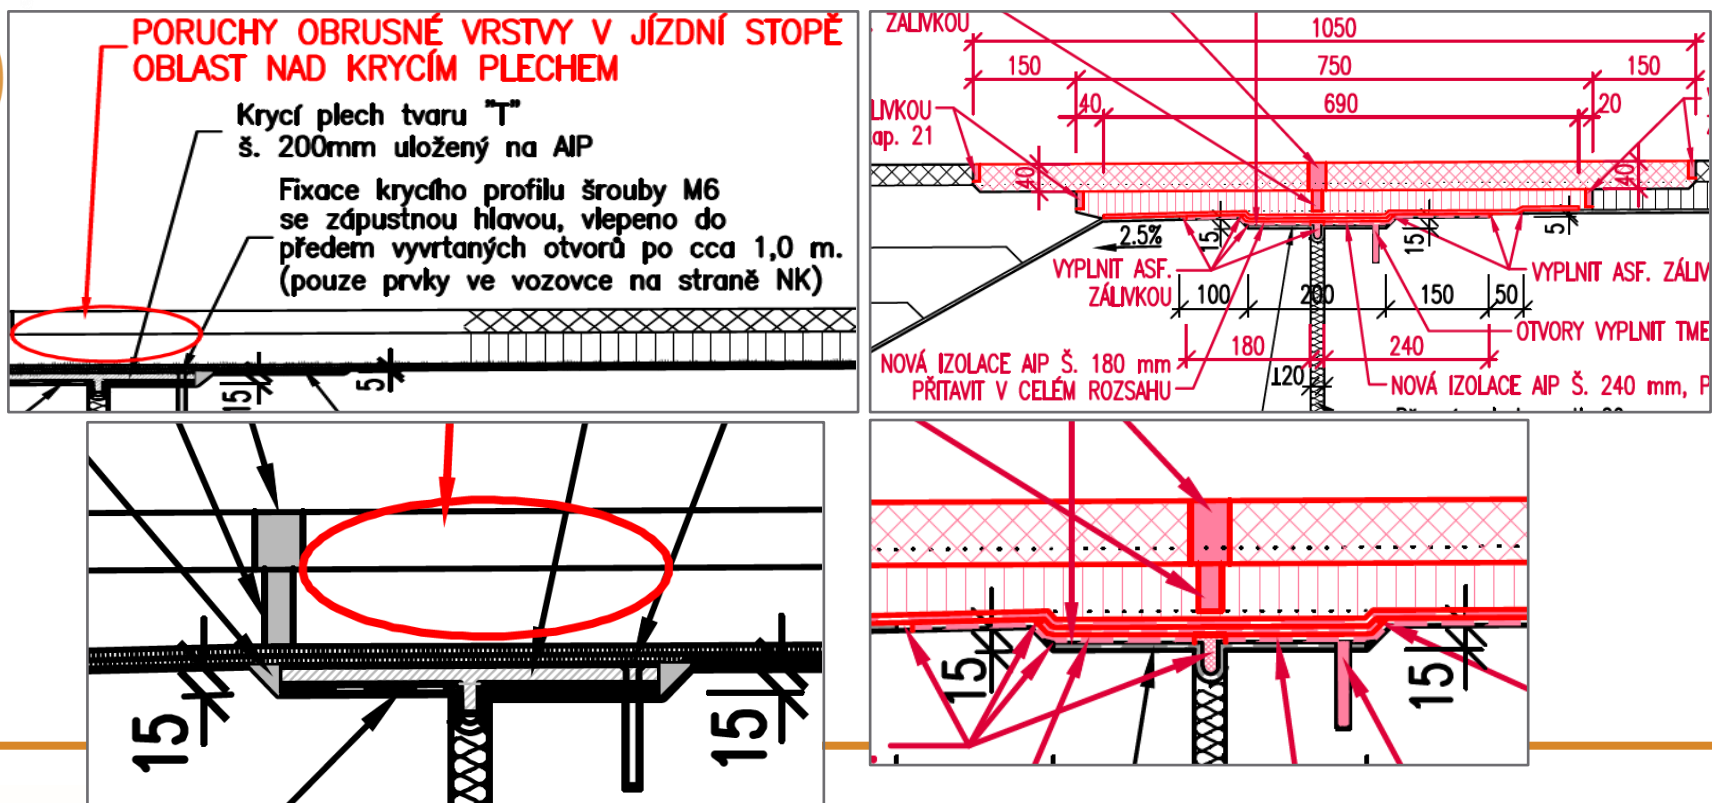 PORUCHY OBRUSNÉ VRSTVY V JÍZDNÍ STOPĚ
OBLAST NAD KRYCÍM PLECHEM
Krycí plech tvaru "T"
š. 200mm uložený na AIP
Fixace krycího profilu šrouby M6
se zápustnou hlavou, vlepeno do
předem vyvrtaných otvorů po cca 1,0 m.
(pouze prvky ve vozovce na straně NK)
15
5
ZÁLIVKOU
1050
150
750
150
40
690
20
ap. 21
40
40
2.5%
15
15
5
VYPLNIT ASF.
ZÁLIVKOU
VYPLNIT ASF.
100
200
150
50
OTVORY VYPLNIT
180
240
NOVÁ IZOLACE AIP Š. 180 mm
PŘITAVIT V CELÉM ROZSAHU
120
NOVÁ IZOLACE AIP Š. 240 mm,
15
15
15
15